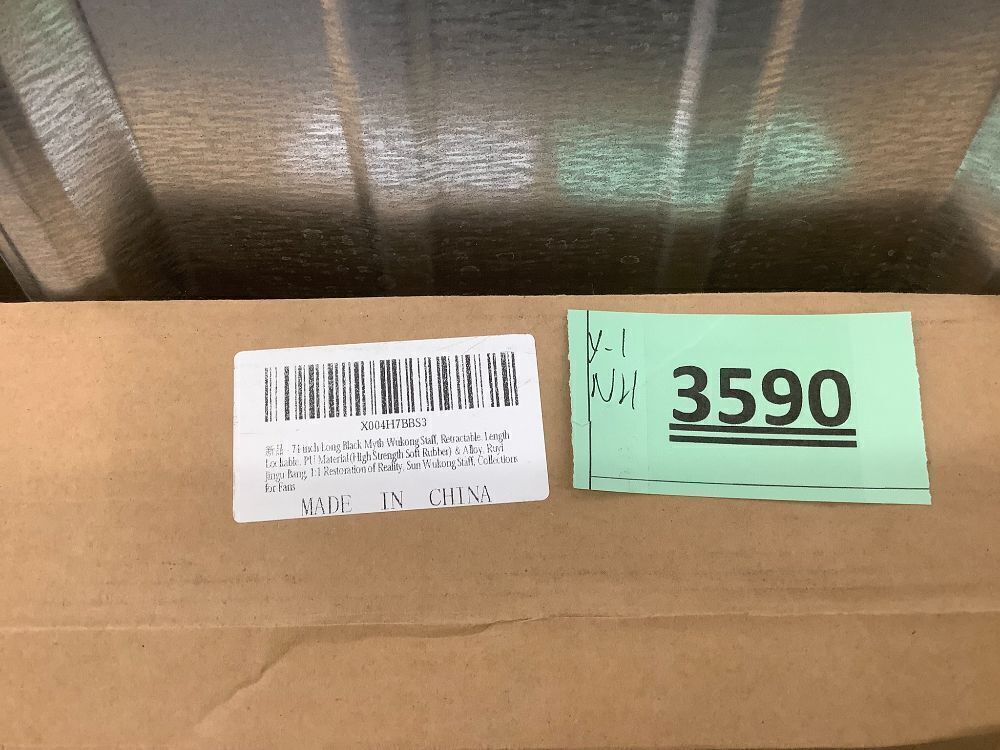 X004H7BBS3
新品 - 74 inch Long Black Myth Wukong Staff, Retractable, Length
Lockable, PU Material (High Strength Soft Rubber) & Alloy, Ruyi
Jingu Bang, 1:1 Restoration of Reality, Sun Wukong Staff, Collections
for Fans
MADE IN CHINA
Y-1
NH
3590